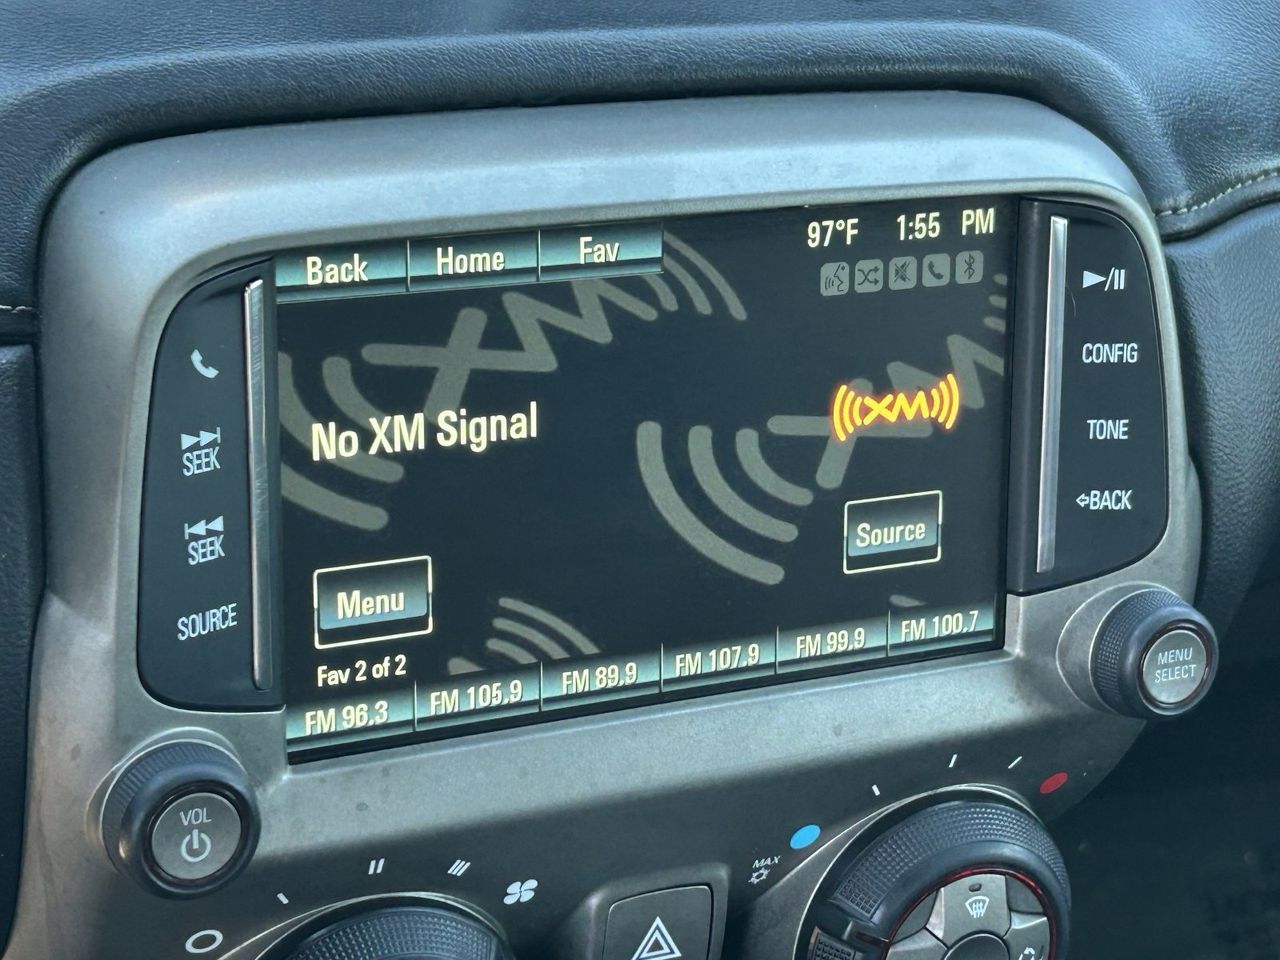 97°F 1:55 PM
Back Home Fav
CONFIG
XM
No XM Signal
XM
TONE
SEEK
BACK
Source
SEEK
Menu
SOURCE
Fav 2 of 2
FM 96.3 FM 105.9 FM 89.9 FM 107.9 FM 99.9 FM 100.7
MENU
SELECT
VOL
MAX